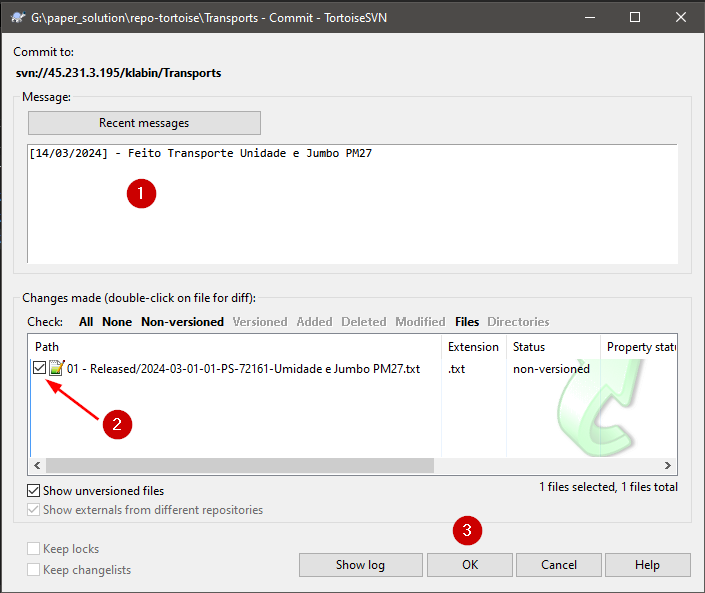 G:\paper_solution\repo-tortoise\Transports - Commit - TortoiseSVN
Commit to:
svn://45.231.3.195/klabin/Transports
Message:
Recent messages
[14/03/2024] - Feito Transporte Unidade e Jumbo PM27
1
Changes made (double-click on file for diff):
Check: All None Non-versioned Versioned Added Deleted Modified Files Directories
Path Extension Status Property statu
01 - Released/2024-03-01-01-PS-72161-Umidade e Jumbo PM27.txt .txt non-versioned
2
Show unversioned files 1 files selected, 1 files total
Show externals from different repositories
3
Keep locks
Keep changelists
Show log OK Cancel Help